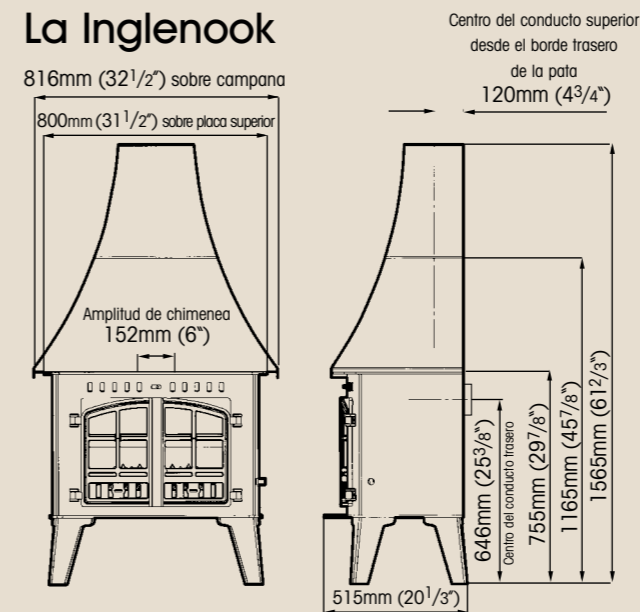 La Inglenook
816mm (32 1/2") sobre campana
800mm (31 1/2") sobre placa superior
Amplitud de chimenea
152mm (6")
Centro del conducto superior
desde el borde trasero
de la pata
120mm (4 3/4")
646mm (25 3/8")
Centro del conducto trasero
755mm (29 7/8")
1165mm (45 7/8")
1565mm (61 2/3")
515mm (20 1/3")